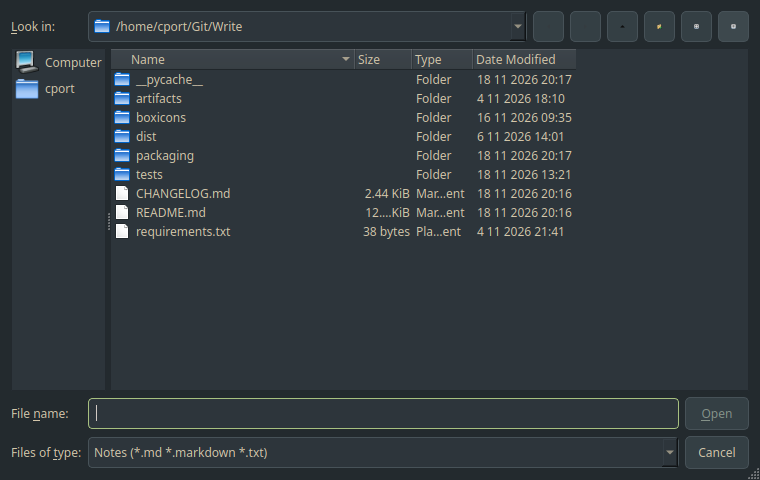 Look in: /home/cport/Git/Write
Computer
cport
Name Size Type Date Modified
__pycache__ Folder 18 11 2026 20:17
artifacts Folder 4 11 2026 18:10
boxicons Folder 16 11 2026 09:35
dist Folder 6 11 2026 14:01
packaging Folder 18 11 2026 20:17
tests Folder 18 11 2026 13:21
CHANGELOG.md 2.44 KiB Mar...ent 18 11 2026 20:16
README.md 12....KiB Mar...ent 18 11 2026 20:16
requirements.txt 38 bytes Pla...ent 4 11 2026 21:41
File name: Open
Files of type: Notes (*.md *.markdown *.txt) Cancel